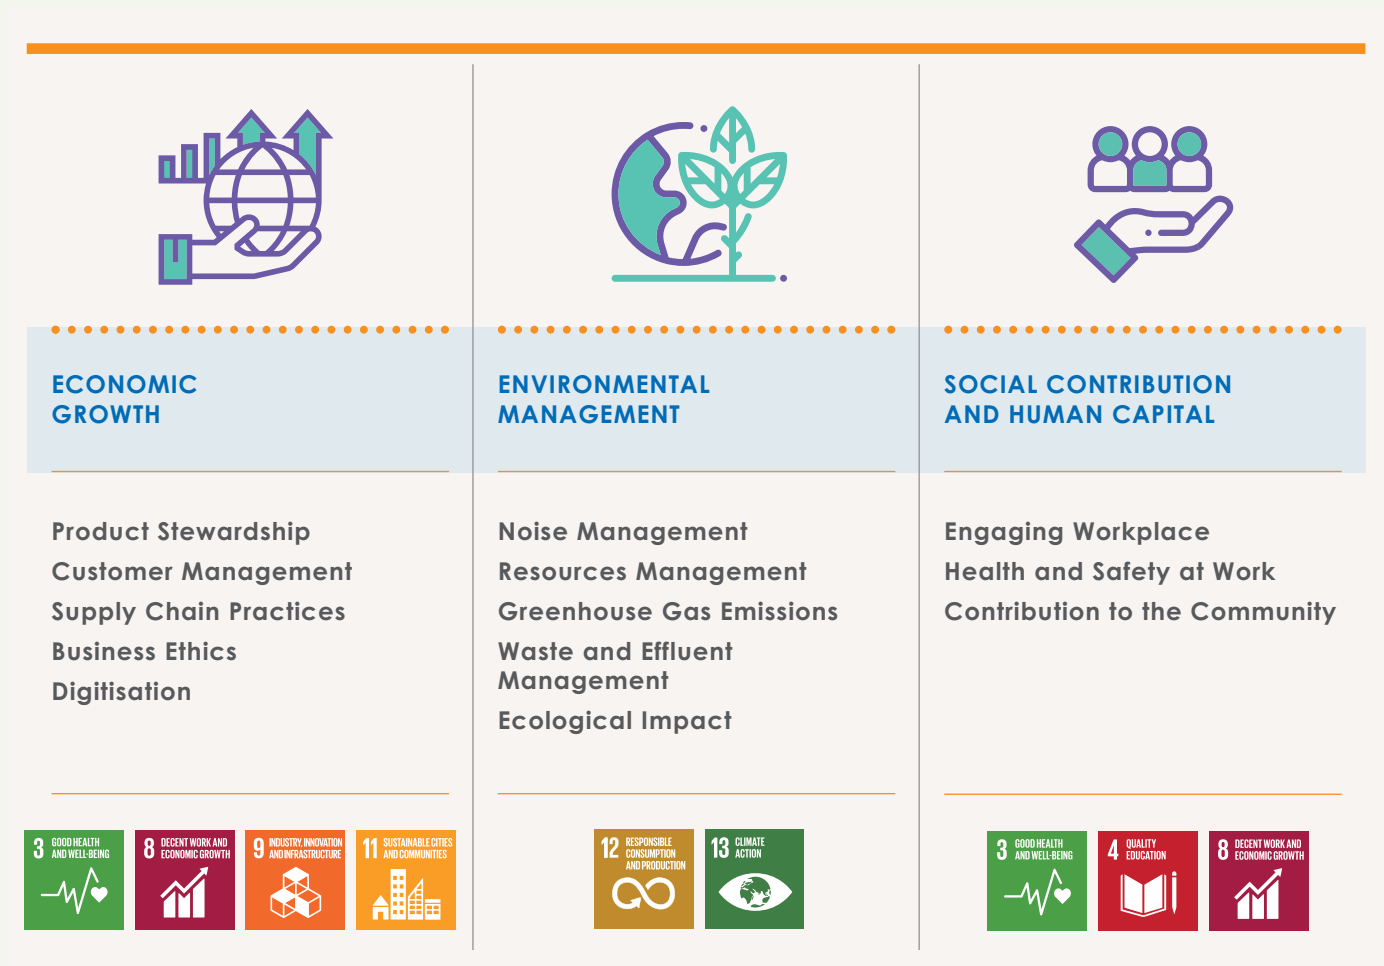 ECONOMIC
GROWTH
Product Stewardship
Customer Management
Supply Chain Practices
Business Ethics
Digitisation
3 GOOD HEALTH
AND WELL-BEING
8 DECENT WORK AND
ECONOMIC GROWTH
9 INDUSTRY, INNOVATION
AND INFRASTRUCTURE
11 SUSTAINABLE CITIES
AND COMMUNITIES
ENVIRONMENTAL
MANAGEMENT
Noise Management
Resources Management
Greenhouse Gas Emissions
Waste and Effluent
Management
Ecological Impact
12 RESPONSIBLE
CONSUMPTION
AND PRODUCTION
13 CLIMATE
ACTION
SOCIAL CONTRIBUTION
AND HUMAN CAPITAL
Engaging Workplace
Health and Safety at Work
Contribution to the Community
3 GOOD HEALTH
AND WELL-BEING
4 QUALITY
EDUCATION
8 DECENT WORK AND
ECONOMIC GROWTH